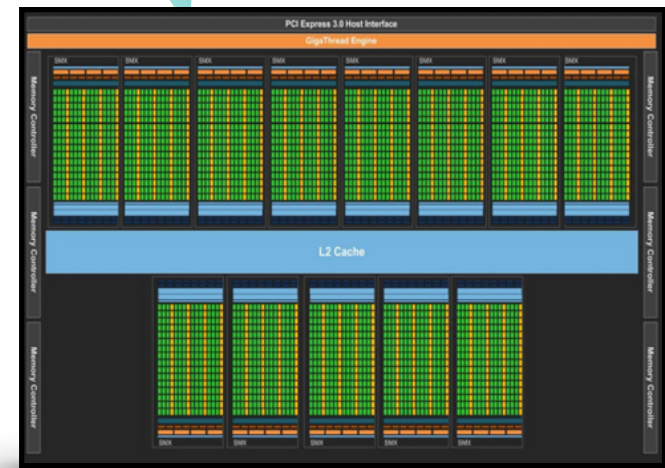 PCI Express 3.0 Host Interface
GigaThread Engine
SMX SMX SMX SMX SMX SMX SMX SMX
Memory Controller
Memory Controller
Memory Controller
Memory Controller
L2 Cache
Memory Controller
Memory Controller
SMX SMX SMX SMX SMX